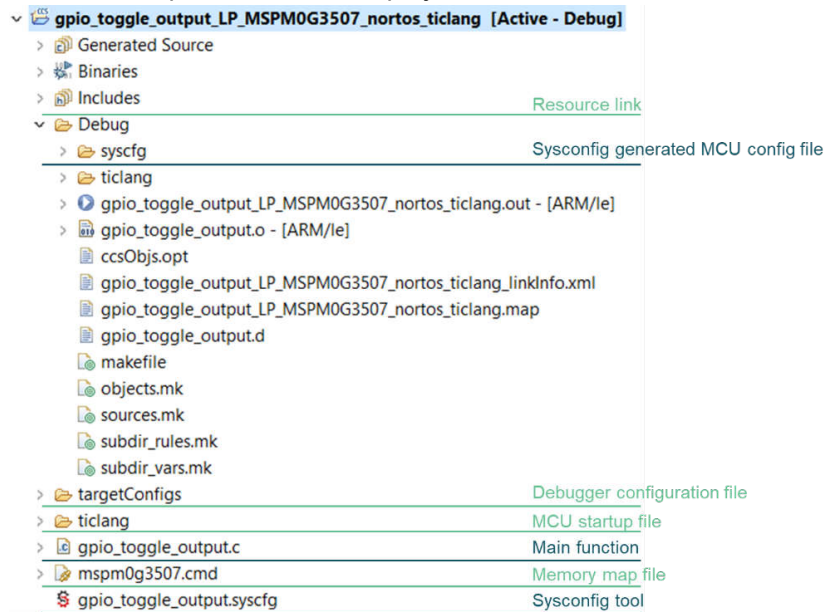 gpio_toggle_output_LP_MSPM0G3507_nortos_ticlang [Active - Debug]
Generated Source
Binaries
Includes Resource link
Debug
syscfg Sysconfig generated MCU config file
ticlang
gpio_toggle_output_LP_MSPM0G3507_nortos_ticlang.out - [ARM/le]
gpio_toggle_output.o - [ARM/le]
ccsObjs.opt
gpio_toggle_output_LP_MSPM0G3507_nortos_ticlang_linkInfo.xml
gpio_toggle_output_LP_MSPM0G3507_nortos_ticlang.map
gpio_toggle_output.d
makefile
objects.mk
sources.mk
subdir_rules.mk
subdir_vars.mk
targetConfigs Debugger configuration file
ticlang MCU startup file
gpio_toggle_output.c Main function
mspm0g3507.cmd Memory map file
gpio_toggle_output.syscfg Sysconfig tool